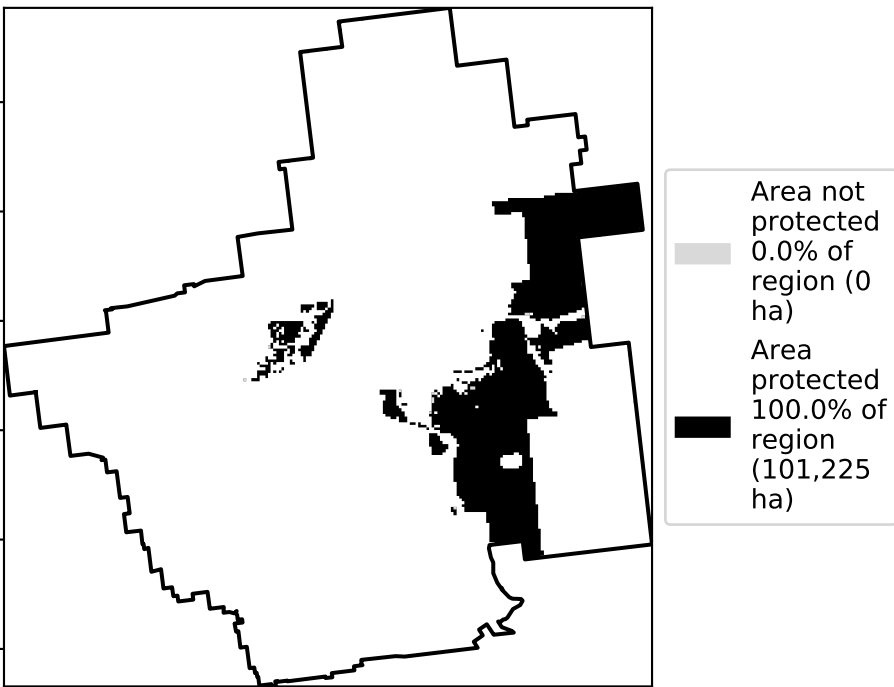 Area not
protected
0.0% of
region (0
ha)
Area
protected
100.0% of
region
(101,225
ha)